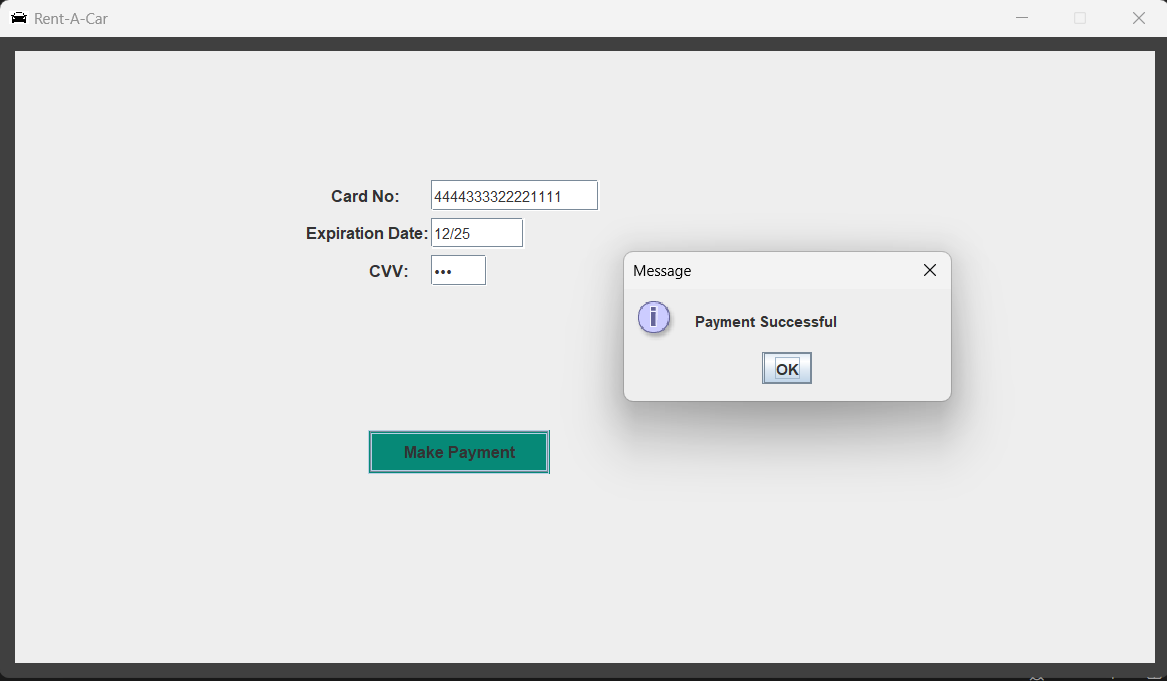 Rent-A-Car
Card No: 4444333322221111
Expiration Date: 12/25
CVV: •••
Message
Payment Successful
OK
Make Payment